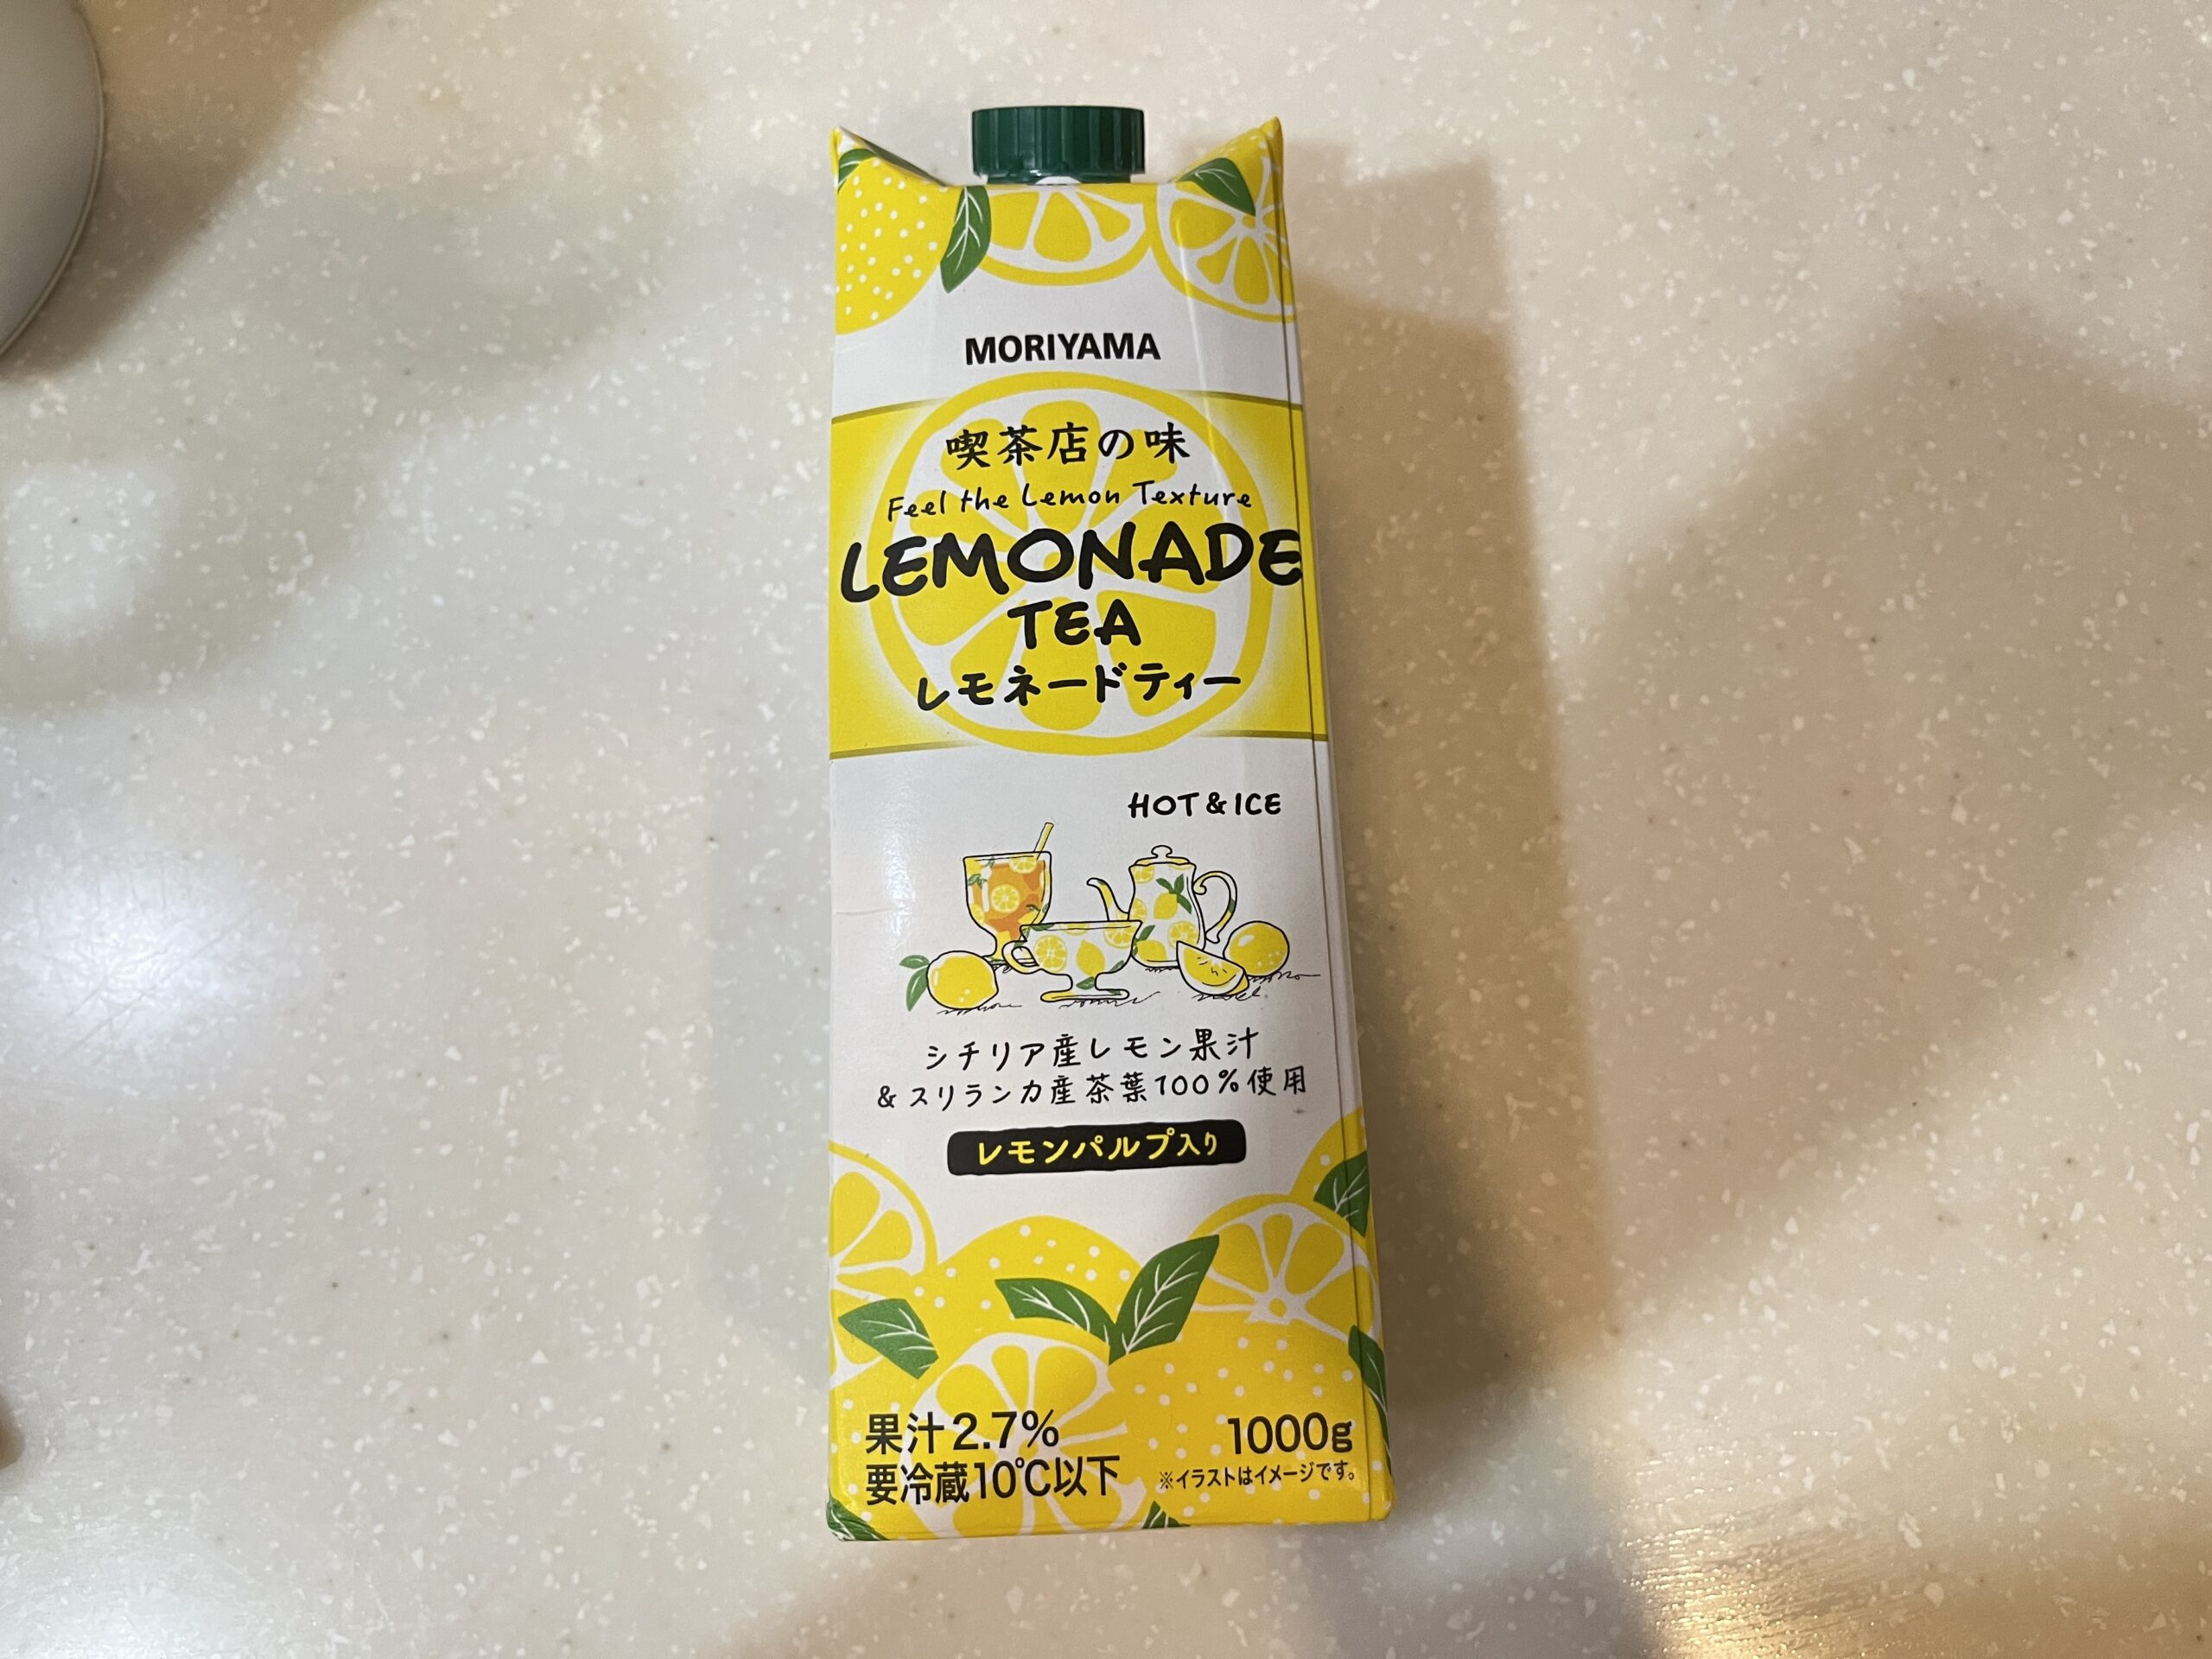 MORIYAMA
喫茶店の味
Feel the Lemon Texture
LEMONADE
TEA
レモネードティー
HOT & ICE
シチリア産レモン果汁
& スリランカ産茶葉100%使用
レモンパルプ入り
果汁2.7%
要冷蔵10℃以下
1000g
※イラストはイメージです。